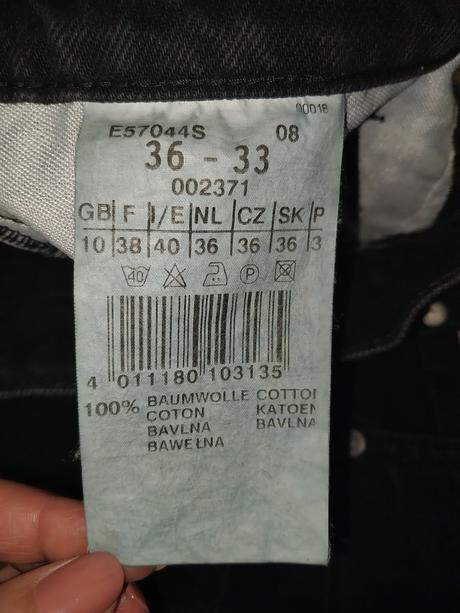 00018
E57044S 08
36 - 33
002371
GB F I/E NL CZ SK P
10 38 40 36 36 36 3
40 P
4 011180 103135
100% BAUMWOLLE COTTO
COTON KATOEN
BAVLNA BAVLNA
BAWEŁNA